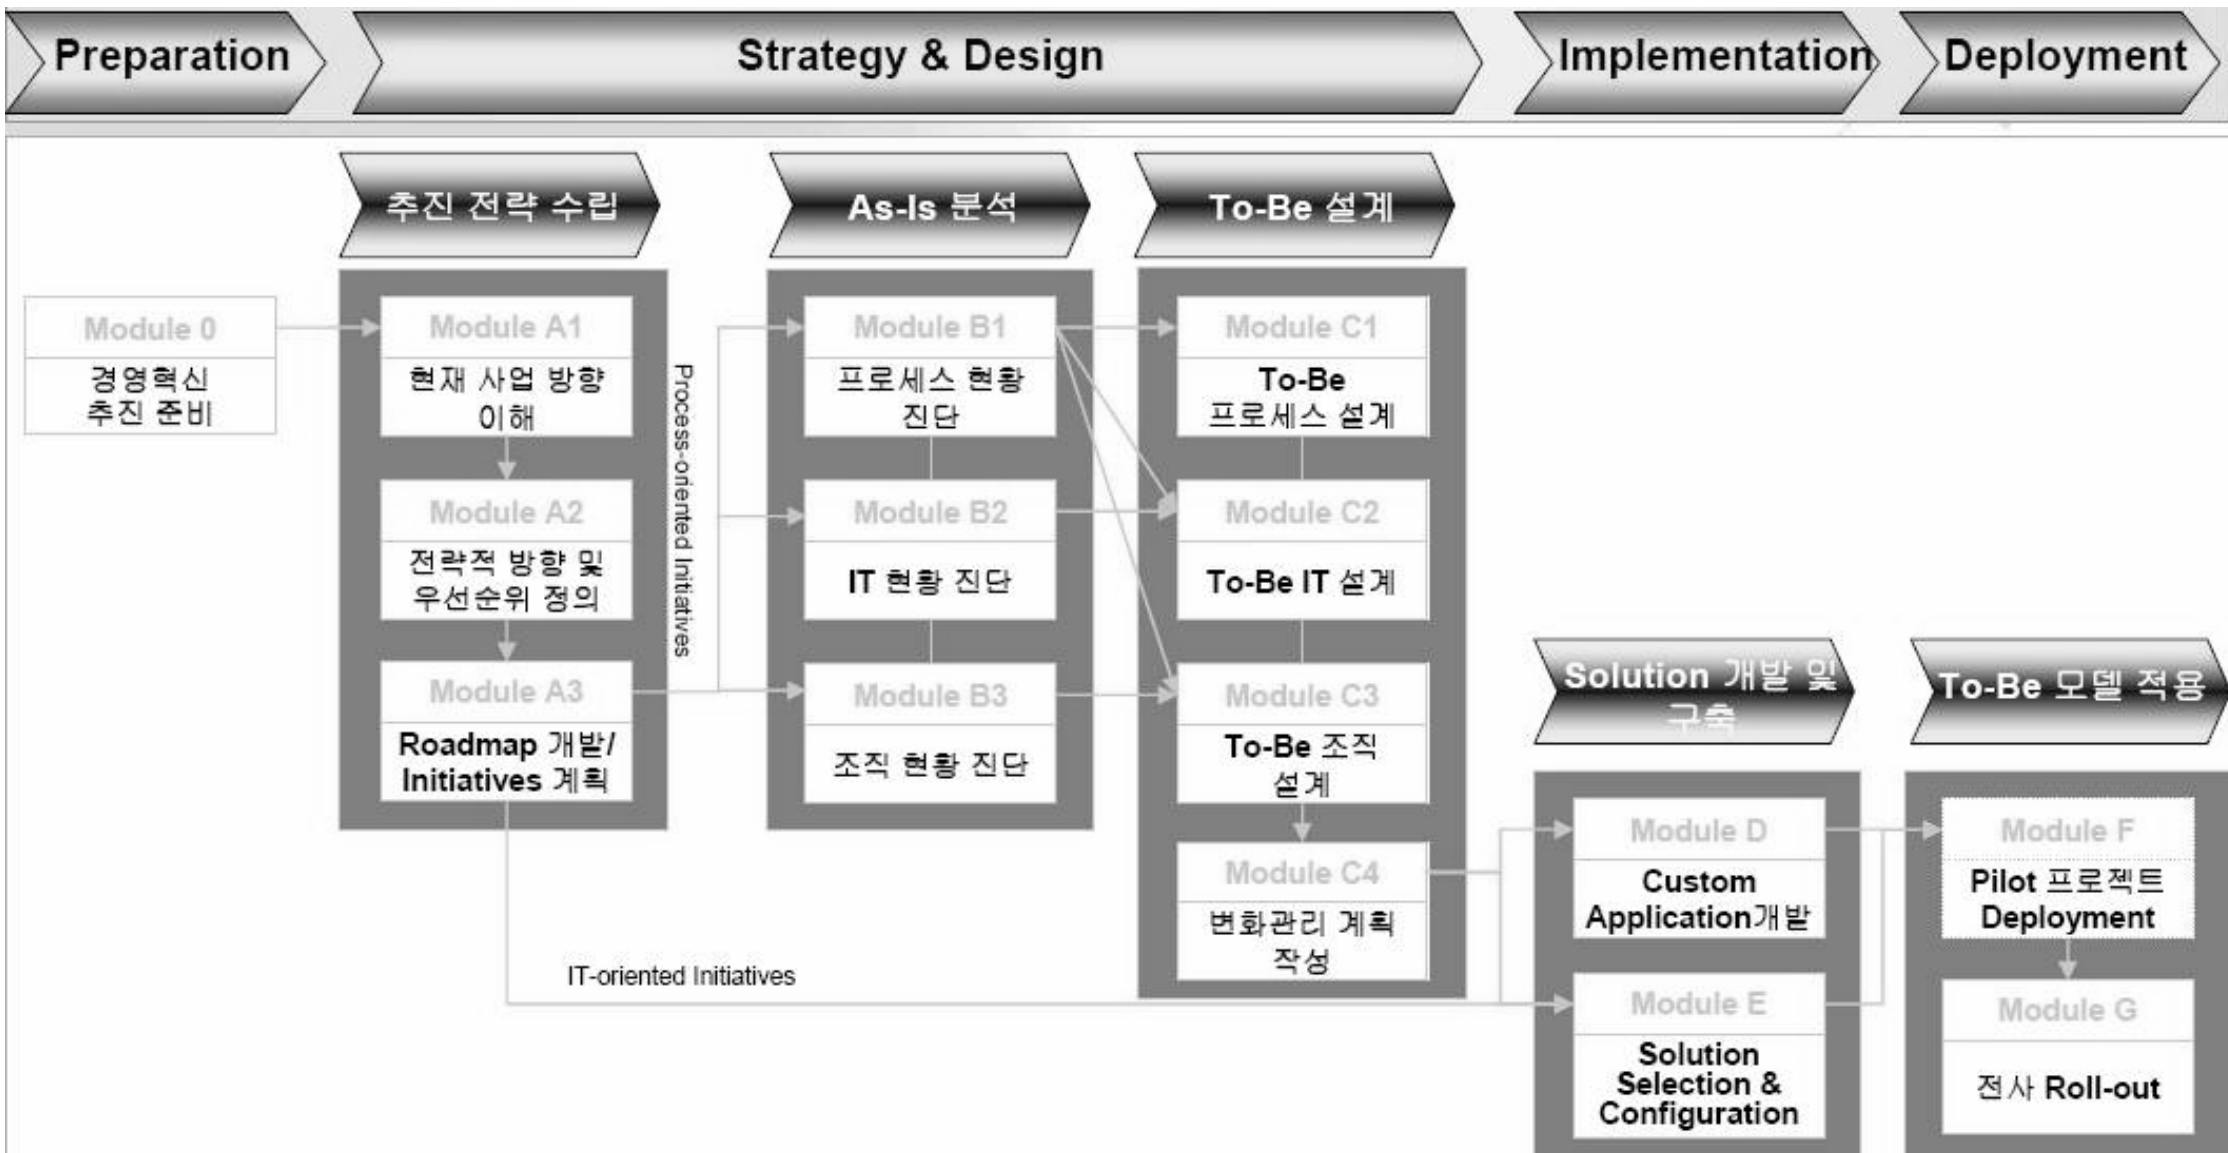 Preparation
Strategy & Design
Implementation
Deployment
추진 전략 수립
As-Is 분석
To-Be 설계
Module 0
경영혁신
추진 준비
Module A1
현재 사업 방향
이해
Module A2
전략적 방향 및
우선순위 정의
Module A3
Roadmap 개발/
Initiatives 계획
Process-oriented Initiatives
IT-oriented Initiatives
Module B1
프로세스 현황
진단
Module B2
IT 현황 진단
Module B3
조직 현황 진단
Module C1
To-Be
프로세스 설계
Module C2
To-Be IT 설계
Module C3
To-Be 조직
설계
Module C4
변화관리 계획
작성
Solution 개발 및
구축
Module D
Custom
Application개발
Module E
Solution
Selection &
Configuration
To-Be 모델 적용
Module F
Pilot 프로젝트
Deployment
Module G
전사 Roll-out